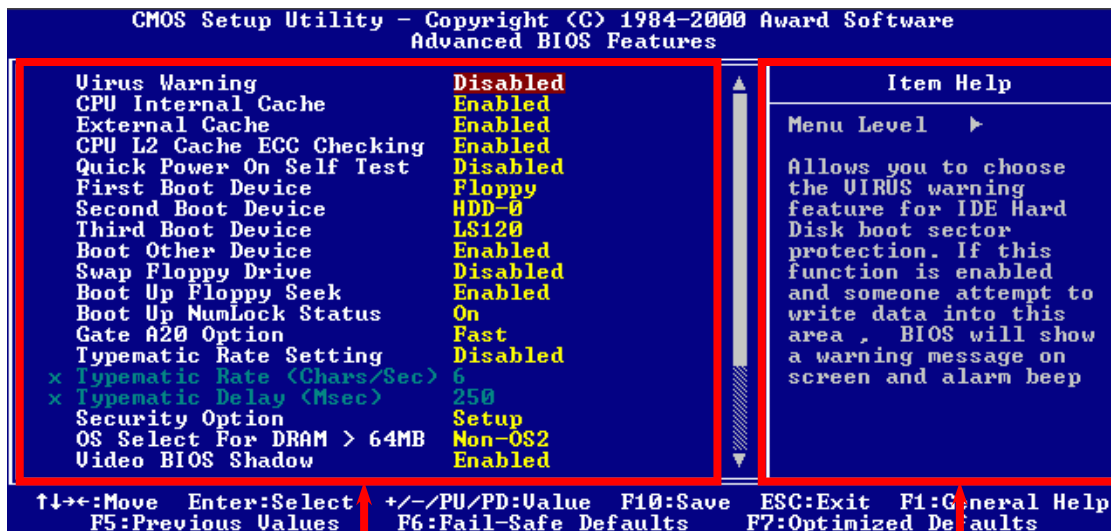 CMOS Setup Utility - Copyright (C) 1984-2000 Award Software
Advanced BIOS Features
Virus Warning Disabled
CPU Internal Cache Enabled
External Cache Enabled
CPU L2 Cache ECC Checking Enabled
Quick Power On Self Test Disabled
First Boot Device Floppy
Second Boot Device HDD-0
Third Boot Device LS120
Boot Other Device Enabled
Swap Floppy Drive Disabled
Boot Up Floppy Seek Enabled
Boot Up NumLock Status On
Gate A20 Option Fast
Typematic Rate Setting Disabled
x Typematic Rate (Chars/Sec) 6
x Typematic Delay (Msec) 250
Security Option Setup
OS Select For DRAM > 64MB Non-OS2
Video BIOS Shadow Enabled
Item Help
Menu Level ►
Allows you to choose
the VIRUS warning
feature for IDE Hard
Disk boot sector
protection. If this
function is enabled
and someone attempt to
write data into this
area , BIOS will show
a warning message on
screen and alarm beep
↑↓→←:Move Enter:Select +/-/PU/PD:Value F10:Save ESC:Exit F1:General Help
F5:Previous Values F6:Fail-Safe Defaults F7:Optimized Defaults